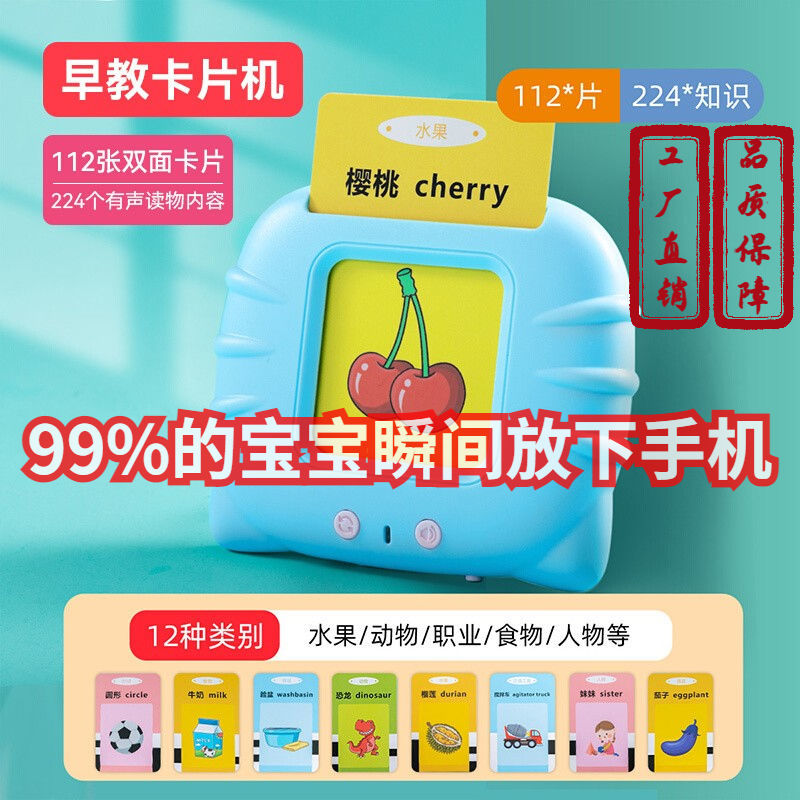 早教卡片机
112*片
224*知识
112张双面卡片
224个有声读物内容
工厂直销
品质保障
水果
樱桃 cherry
99%的宝宝瞬间放下手机
12种类别
水果/动物/职业/食物/人物等
圆形 circle
牛奶 milk
脸盆 washbasin
恐龙 dinosaur
榴莲 durian
搅拌车 agitator truck
妹妹 sister
茄子 eggplant
MILK